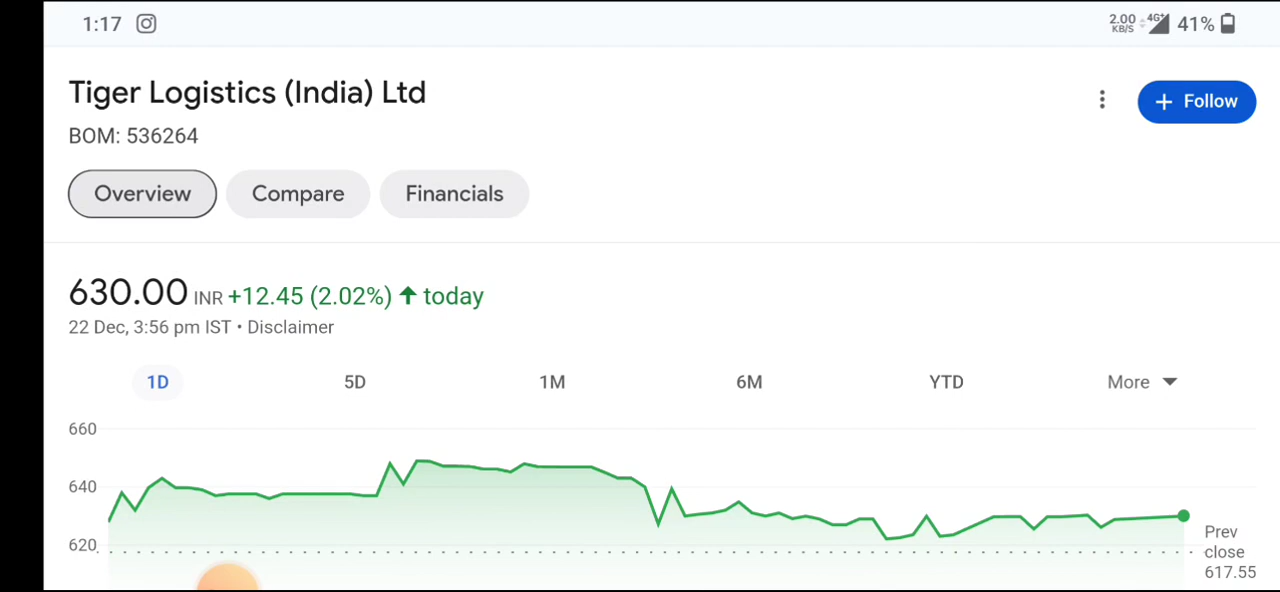 1:17 2.00 KB/S 4G+ 41%
Tiger Logistics (India) Ltd
+ Follow
BOM: 536264
Overview Compare Financials
630.00 INR +12.45 (2.02%) ↑ today
22 Dec, 3:56 pm IST • Disclaimer
1D 5D 1M 6M YTD More
660
640
620
Prev
close
617.55